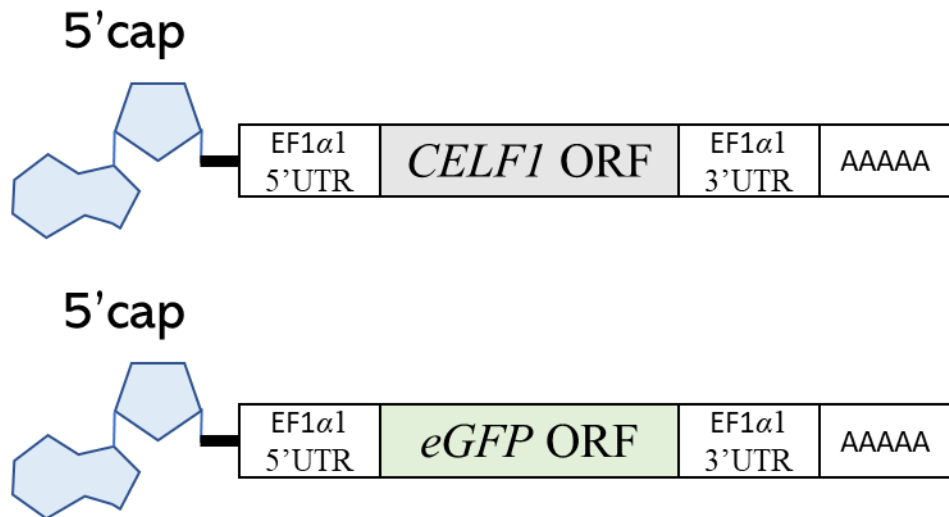 5’cap
EF1α1
5’UTR
CELF1 ORF
EF1α1
3’UTR
AAAAA
5’cap
EF1α1
5’UTR
eGFP ORF
EF1α1
3’UTR
AAAAA